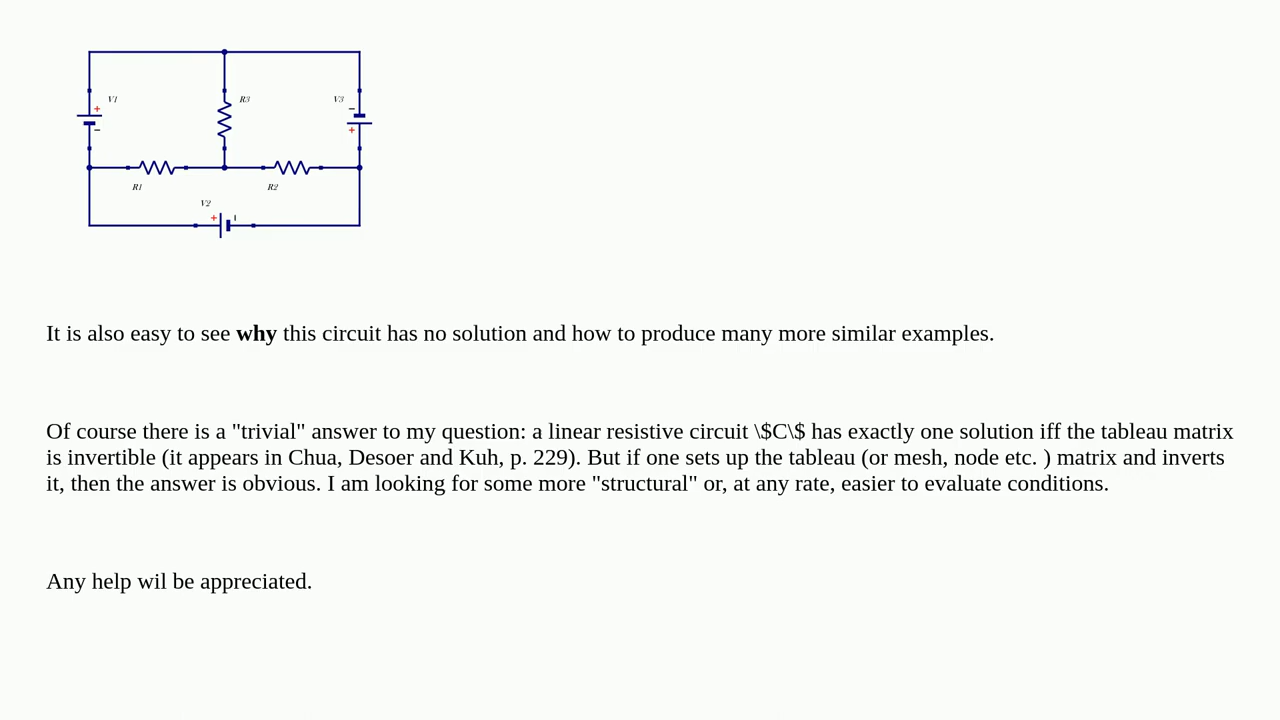 V1
+
−
R3
V3
−
+
R1
R2
V2
+
−
It is also easy to see why this circuit has no solution and how to produce many more similar examples.
Of course there is a "trivial" answer to my question: a linear resistive circuit \$C\$ has exactly one solution iff the tableau matrix
is invertible (it appears in Chua, Desoer and Kuh, p. 229). But if one sets up the tableau (or mesh, node etc. ) matrix and inverts
it, then the answer is obvious. I am looking for some more "structural" or, at any rate, easier to evaluate conditions.
Any help wil be appreciated.